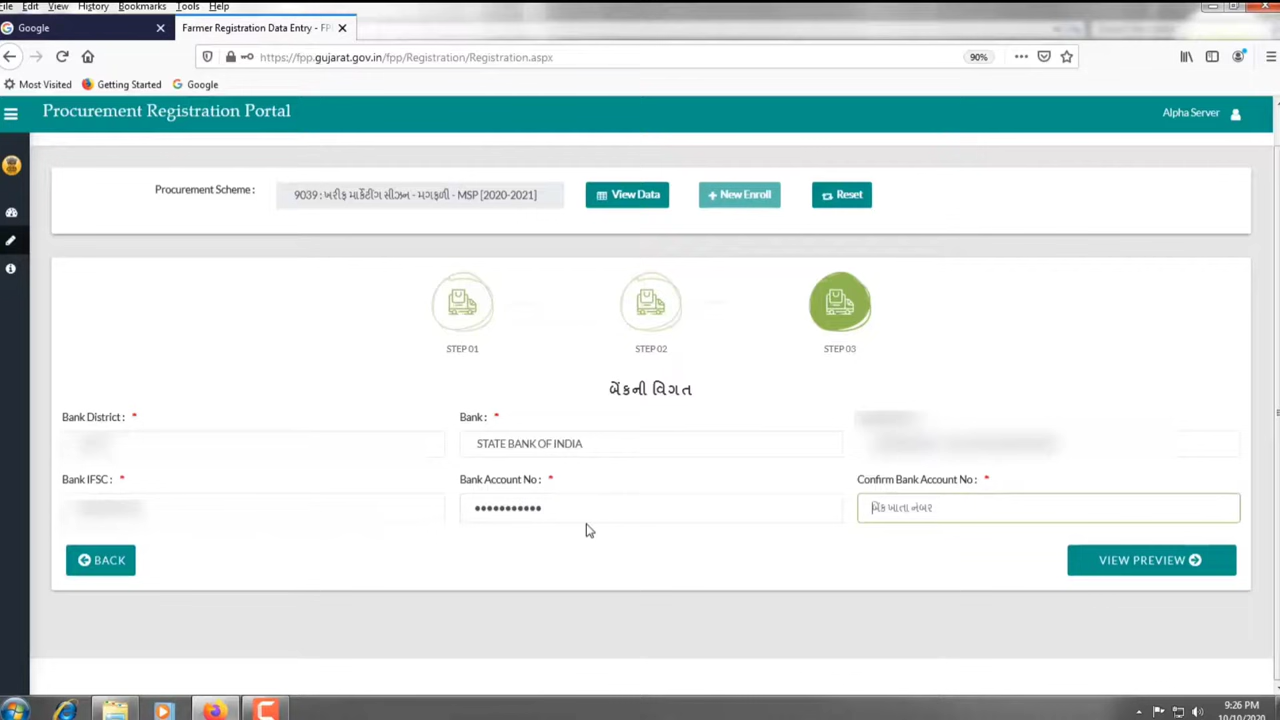 File Edit View History Bookmarks Tools Help
Google
Farmer Registration Data Entry - FP
https://fpp.gujarat.gov.in/fpp/Registration/Registration.aspx
90%
Most Visited Getting Started Google
Procurement Registration Portal
Alpha Server
Procurement Scheme :
9039 : ખરીફ માર્કેટીંગ સીઝન - મગફળી - MSP [2020-2021]
View Data
New Enroll
Reset
STEP 01
STEP 02
STEP 03
બેંકની વિગત
Bank District : *
Bank : *
STATE BANK OF INDIA
Bank IFSC : *
Bank Account No : *
•••••••••••
Confirm Bank Account No : *
બેંક ખાતા નંબર
BACK
VIEW PREVIEW
9:26 PM
10/10/2020